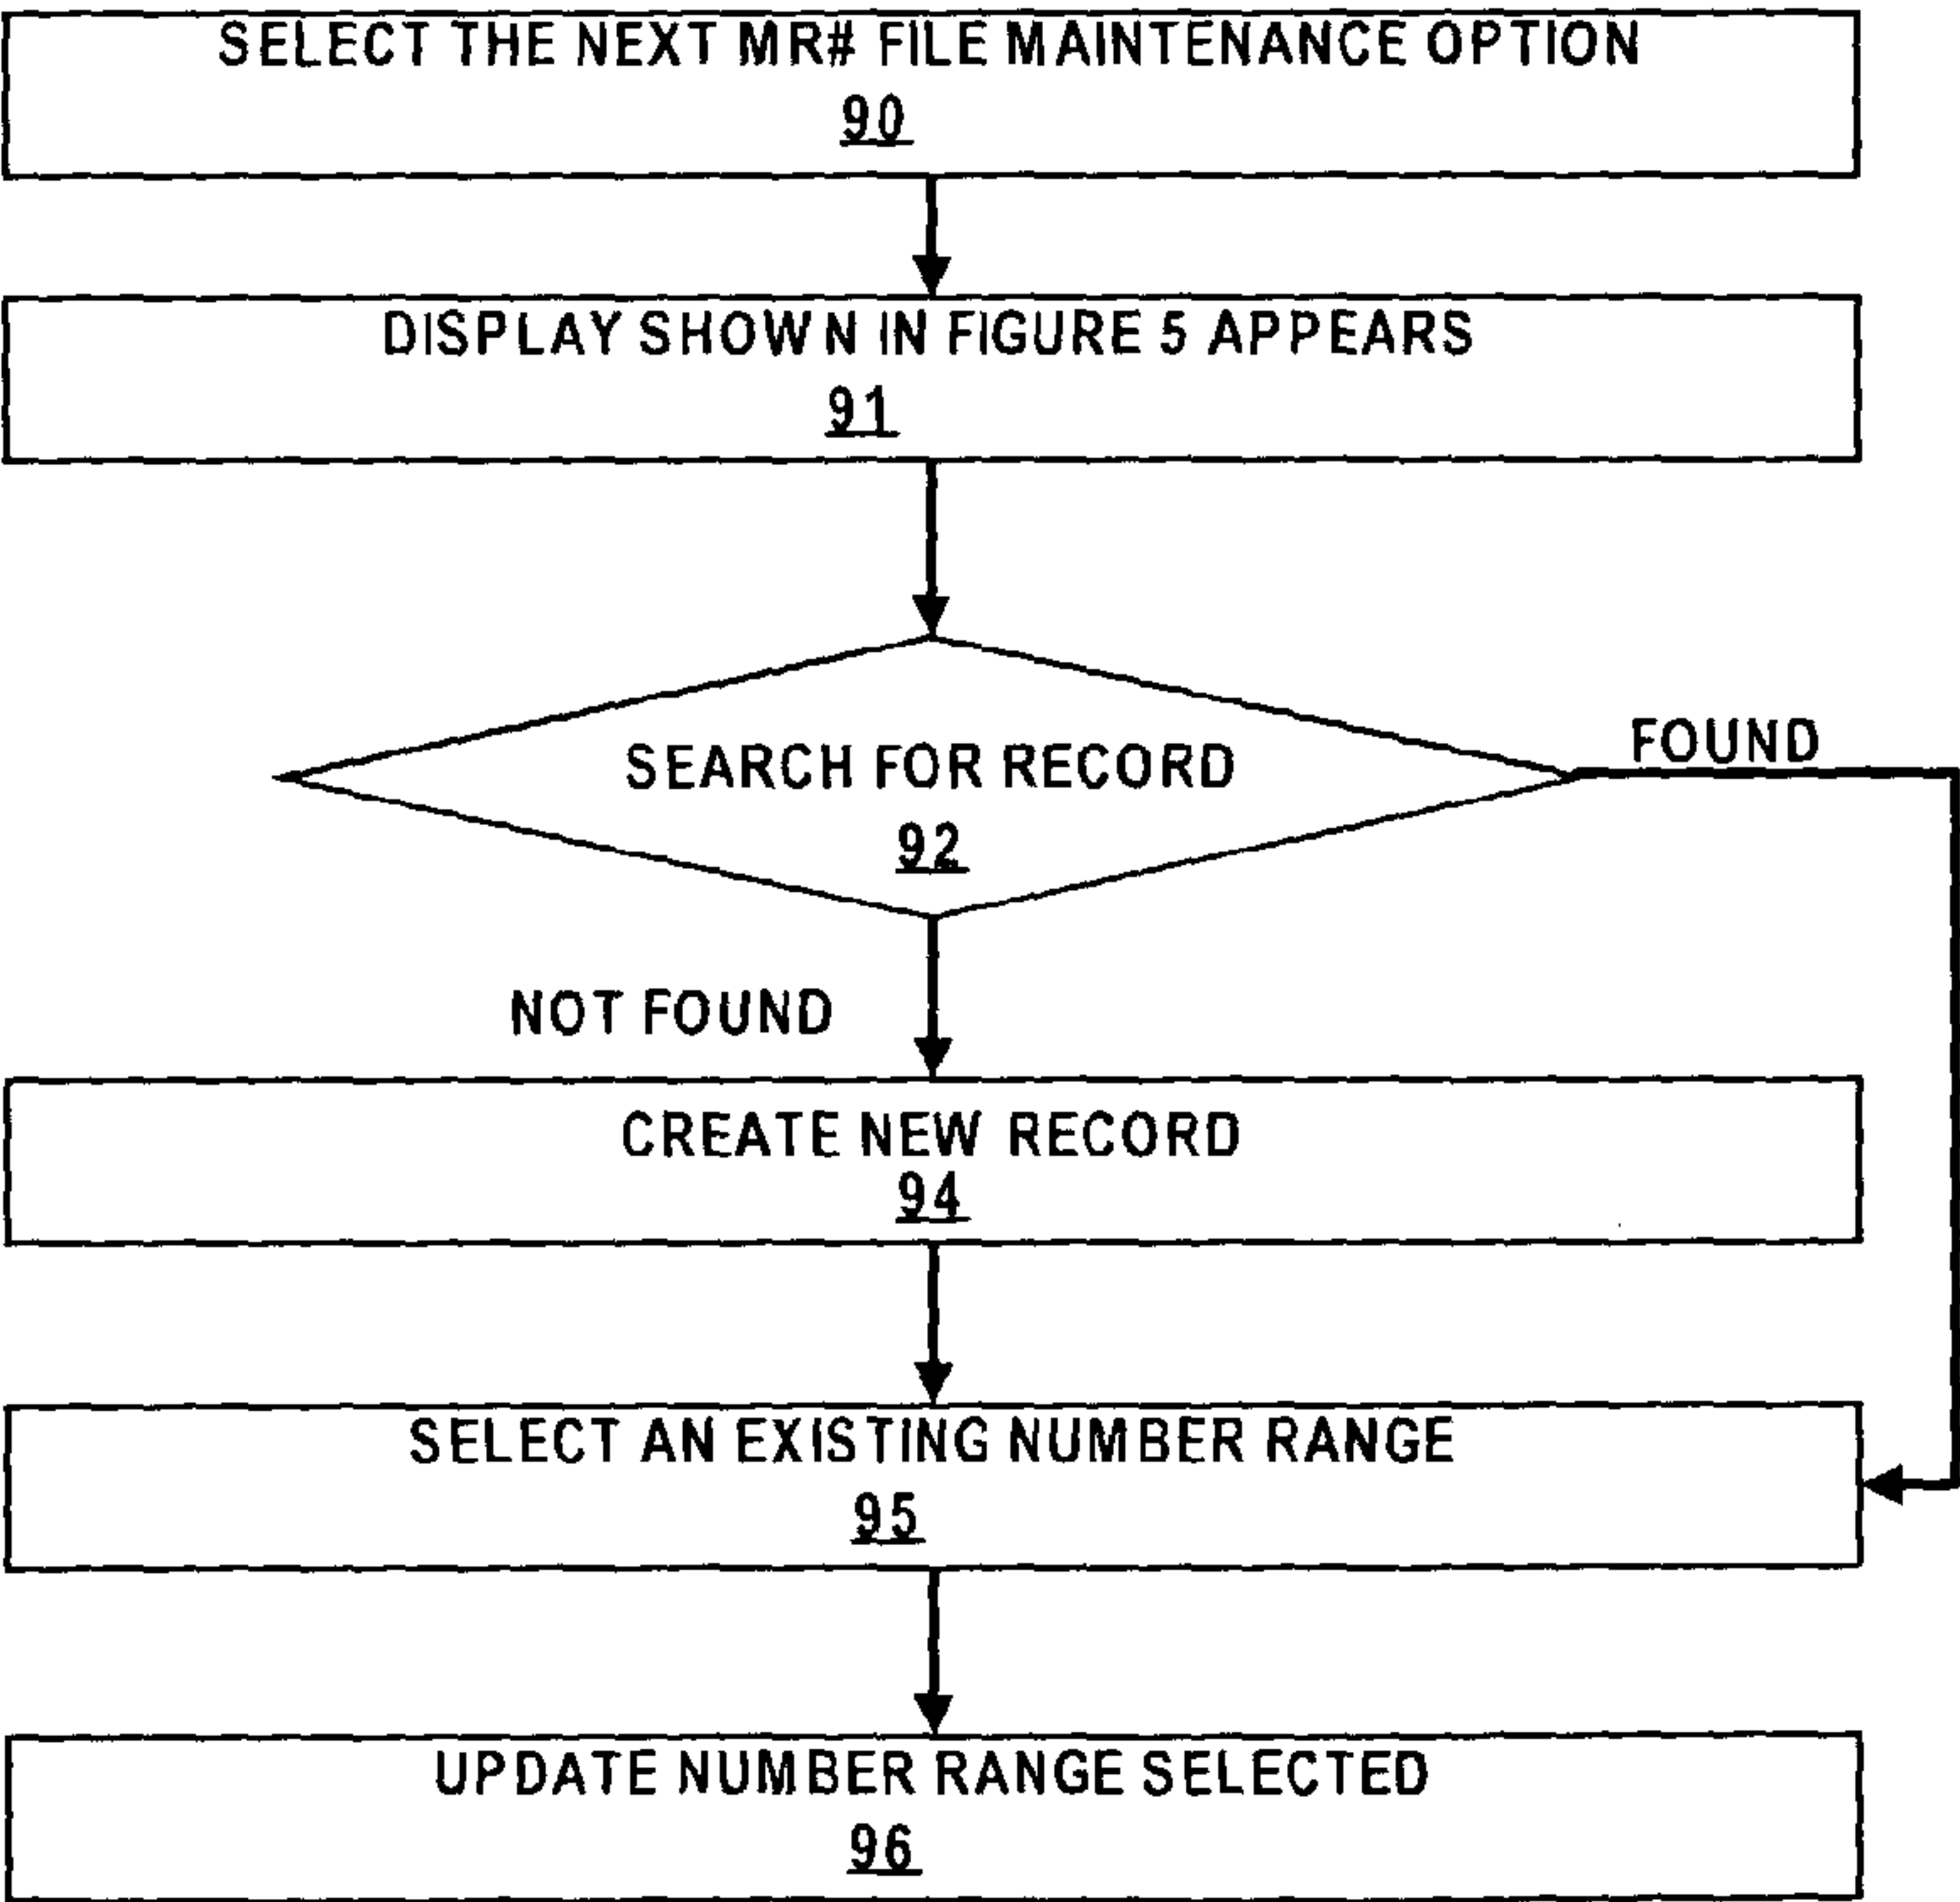 SELECT THE NEXT MR# FILE MAINTENANCE OPTION
90
DISPLAY SHOWN IN FIGURE 5 APPEARS
91
SEARCH FOR RECORD
92
FOUND
NOT FOUND
CREATE NEW RECORD
94
SELECT AN EXISTING NUMBER RANGE
95
UPDATE NUMBER RANGE SELECTED
96